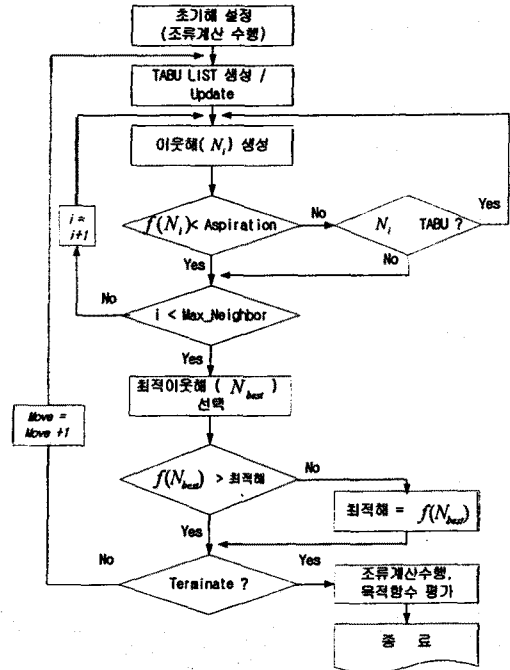 초기해 설정
(조류계산 수행)
TABU LIST 생성 /
Update
이웃해( N_i ) 생성
f(N_i)< Aspiration
No
N_i TABU ?
Yes
i =
i+1
Yes
No
No
i < Max_Neighbor
Yes
최적이웃해 ( N_best )
선택
Move =
Move +1
f(N_best) > 최적해
No
최적해 = f(N_best)
Yes
No
Terminate ?
Yes
조류계산수행,
목적함수 평가
종 료